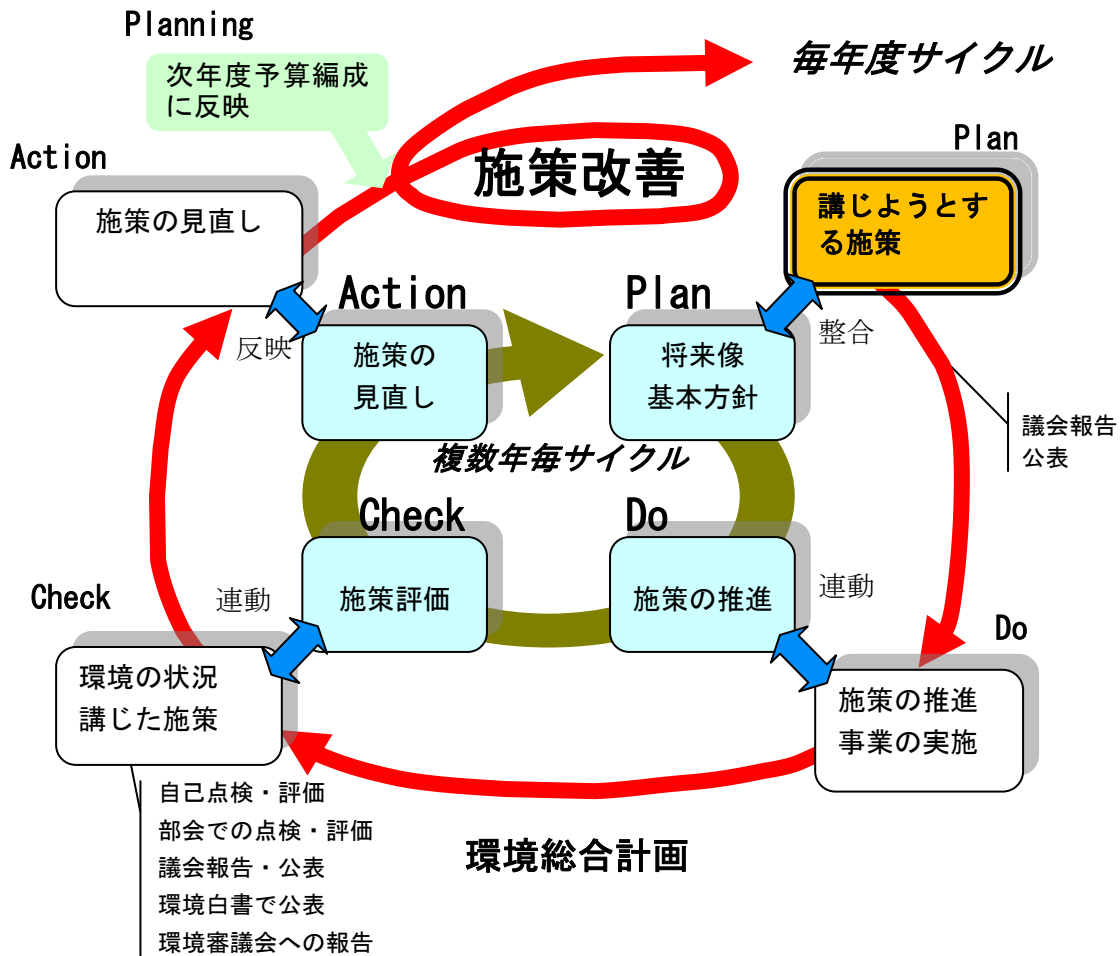 Planning
次年度予算編成
に反映
毎年度サイクル
Action
施策の見直し
施策改善
Plan
講じようとす
る施策
Action
施策の
見直し
反映
Plan
将来像
基本方針
整合
議会報告
公表
複数年毎サイクル
Check
施策評価
連動
Do
施策の推進
連動
Check
環境の状況
講じた施策
Do
施策の推進
事業の実施
自己点検・評価
部会での点検・評価
議会報告・公表
環境白書で公表
環境審議会への報告
環境総合計画